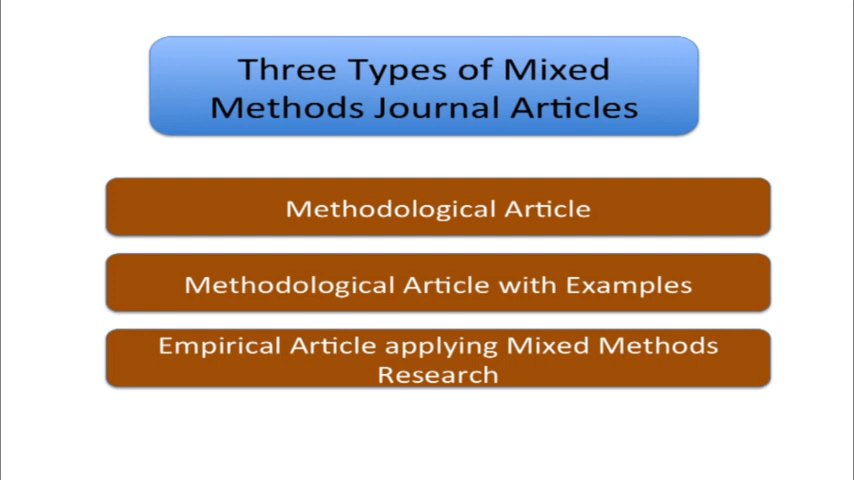 Three Types of Mixed
Methods Journal Articles
Methodological Article
Methodological Article with Examples
Empirical Article applying Mixed Methods
Research